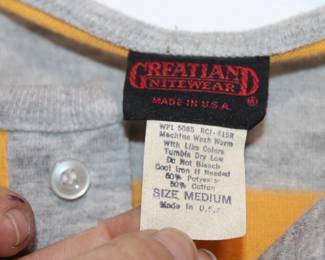 GREATLAND
NITEWEAR
MADE IN U.S.A.
WPL 5085 RCI-415R
Machine Wash Warm
With Like Colors
Tumble Dry Low
Do Not Bleach
Cool Iron If Needed
50% Polyester
50% Cotton
SIZE MEDIUM
Made in U.S.A.